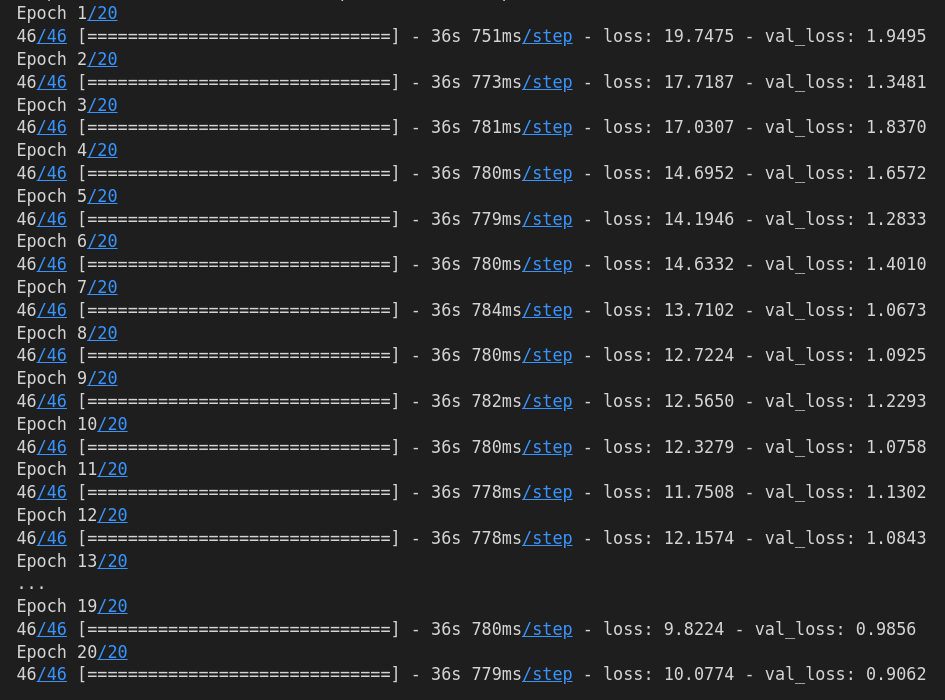 Epoch 1/20
46/46 [==============================] - 36s 751ms/step - loss: 19.7475 - val_loss: 1.9495
Epoch 2/20
46/46 [==============================] - 36s 773ms/step - loss: 17.7187 - val_loss: 1.3481
Epoch 3/20
46/46 [==============================] - 36s 781ms/step - loss: 17.0307 - val_loss: 1.8370
Epoch 4/20
46/46 [==============================] - 36s 780ms/step - loss: 14.6952 - val_loss: 1.6572
Epoch 5/20
46/46 [==============================] - 36s 779ms/step - loss: 14.1946 - val_loss: 1.2833
Epoch 6/20
46/46 [==============================] - 36s 780ms/step - loss: 14.6332 - val_loss: 1.4010
Epoch 7/20
46/46 [==============================] - 36s 784ms/step - loss: 13.7102 - val_loss: 1.0673
Epoch 8/20
46/46 [==============================] - 36s 780ms/step - loss: 12.7224 - val_loss: 1.0925
Epoch 9/20
46/46 [==============================] - 36s 782ms/step - loss: 12.5650 - val_loss: 1.2293
Epoch 10/20
46/46 [==============================] - 36s 780ms/step - loss: 12.3279 - val_loss: 1.0758
Epoch 11/20
46/46 [==============================] - 36s 778ms/step - loss: 11.7508 - val_loss: 1.1302
Epoch 12/20
46/46 [==============================] - 36s 778ms/step - loss: 12.1574 - val_loss: 1.0843
Epoch 13/20
...
Epoch 19/20
46/46 [==============================] - 36s 780ms/step - loss: 9.8224 - val_loss: 0.9856
Epoch 20/20
46/46 [==============================] - 36s 779ms/step - loss: 10.0774 - val_loss: 0.9062